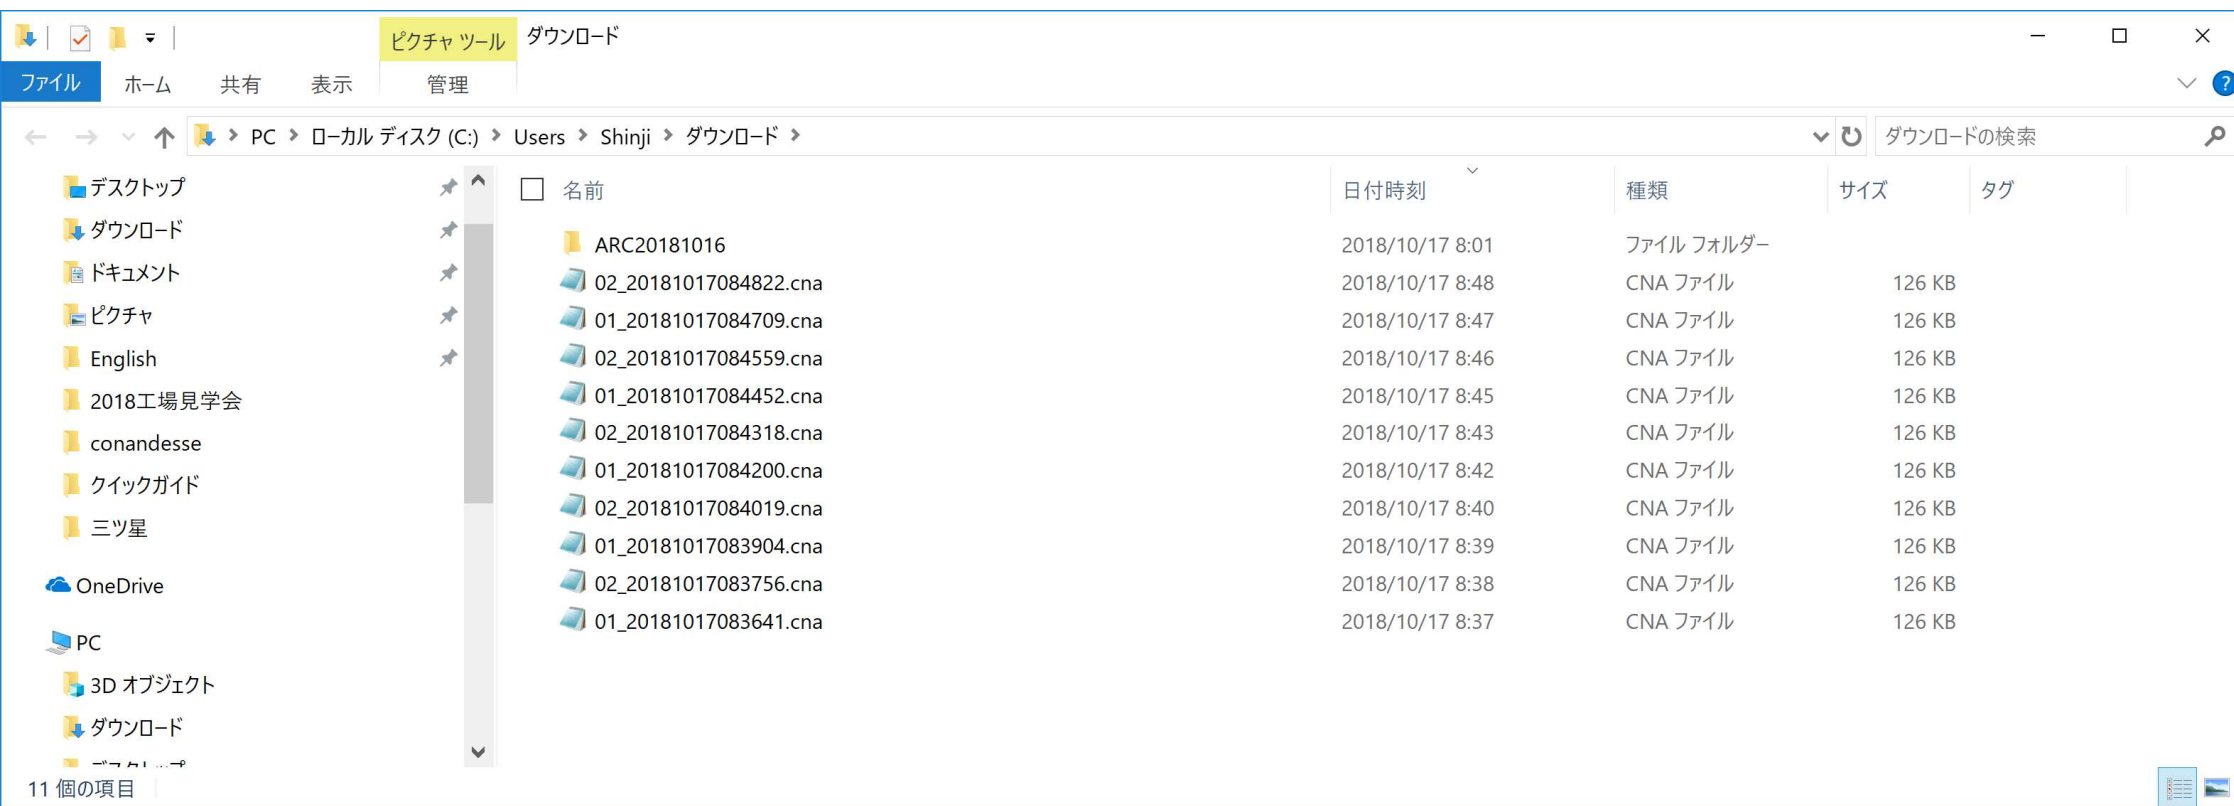 ピクチャ ツール ダウンロード
ファイル ホーム 共有 表示 管理
PC ローカル ディスク (C:) Users Shinji ダウンロード ダウンロードの検索
デスクトップ
ダウンロード
ドキュメント
ピクチャ
English
2018工場見学会
conandesse
クイックガイド
三ツ星
OneDrive
PC
3D オブジェクト
ダウンロード
デスクトップ
名前 日付時刻 種類 サイズ タグ
ARC20181016 2018/10/17 8:01 ファイル フォルダー
02_20181017084822.cna 2018/10/17 8:48 CNA ファイル 126 KB
01_20181017084709.cna 2018/10/17 8:47 CNA ファイル 126 KB
02_20181017084559.cna 2018/10/17 8:46 CNA ファイル 126 KB
01_20181017084452.cna 2018/10/17 8:45 CNA ファイル 126 KB
02_20181017084318.cna 2018/10/17 8:43 CNA ファイル 126 KB
01_20181017084200.cna 2018/10/17 8:42 CNA ファイル 126 KB
02_20181017084019.cna 2018/10/17 8:40 CNA ファイル 126 KB
01_20181017083904.cna 2018/10/17 8:39 CNA ファイル 126 KB
02_20181017083756.cna 2018/10/17 8:38 CNA ファイル 126 KB
01_20181017083641.cna 2018/10/17 8:37 CNA ファイル 126 KB
11 個の項目